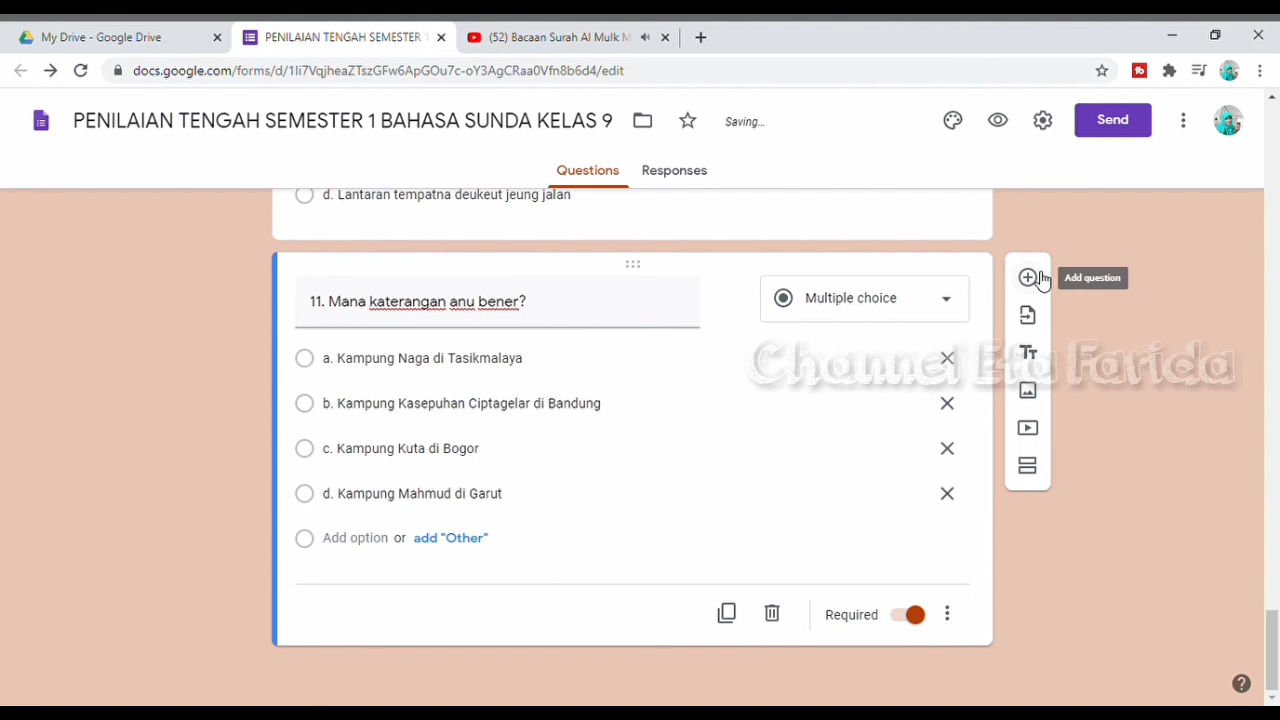 My Drive - Google Drive
PENILAIAN TENGAH SEMESTER 1
(52) Bacaan Surah Al Mulk M
docs.google.com/forms/d/1Ii7VqjheaZTszGFw6ApGOu7c-oY3AgCRaa0Vfn8b6d4/edit
PENILAIAN TENGAH SEMESTER 1 BAHASA SUNDA KELAS 9
Saving...
Send
Questions
Responses
d. Lantaran tempatna deukeut jeung jalan
11. Mana katerangan anu bener?
Multiple choice
Add question
a. Kampung Naga di Tasikmalaya
Channel Efa Farida
b. Kampung Kasepuhan Ciptagelar di Bandung
c. Kampung Kuta di Bogor
d. Kampung Mahmud di Garut
Add option or add "Other"
Required